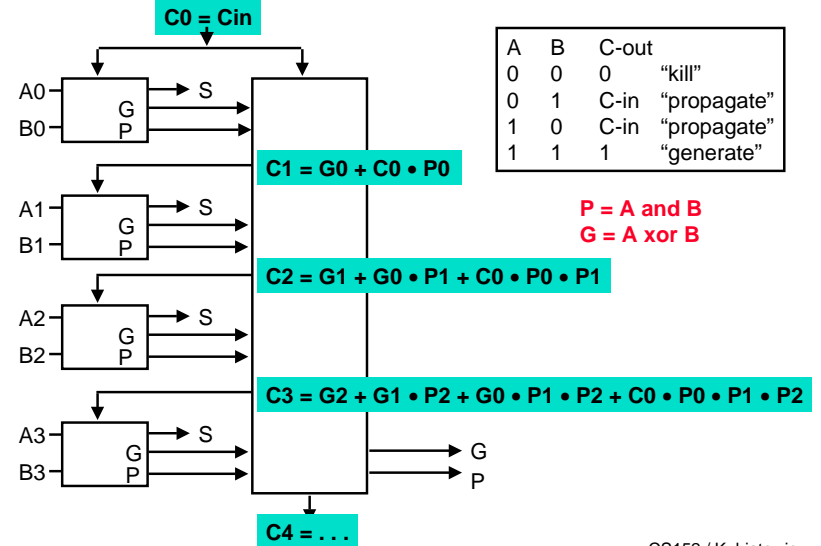 C0 = Cin
A B C-out
0 0 0 “kill”
0 1 C-in “propagate”
1 0 C-in “propagate”
1 1 1 “generate”
P = A and B
G = A xor B
A0
B0
G
P
S
C1 = G0 + C0 • P0
A1
B1
G
P
S
C2 = G1 + G0 • P1 + C0 • P0 • P1
A2
B2
G
P
S
C3 = G2 + G1 • P2 + G0 • P1 • P2 + C0 • P0 • P1 • P2
A3
B3
G
P
S
G
P
C4 = . . .